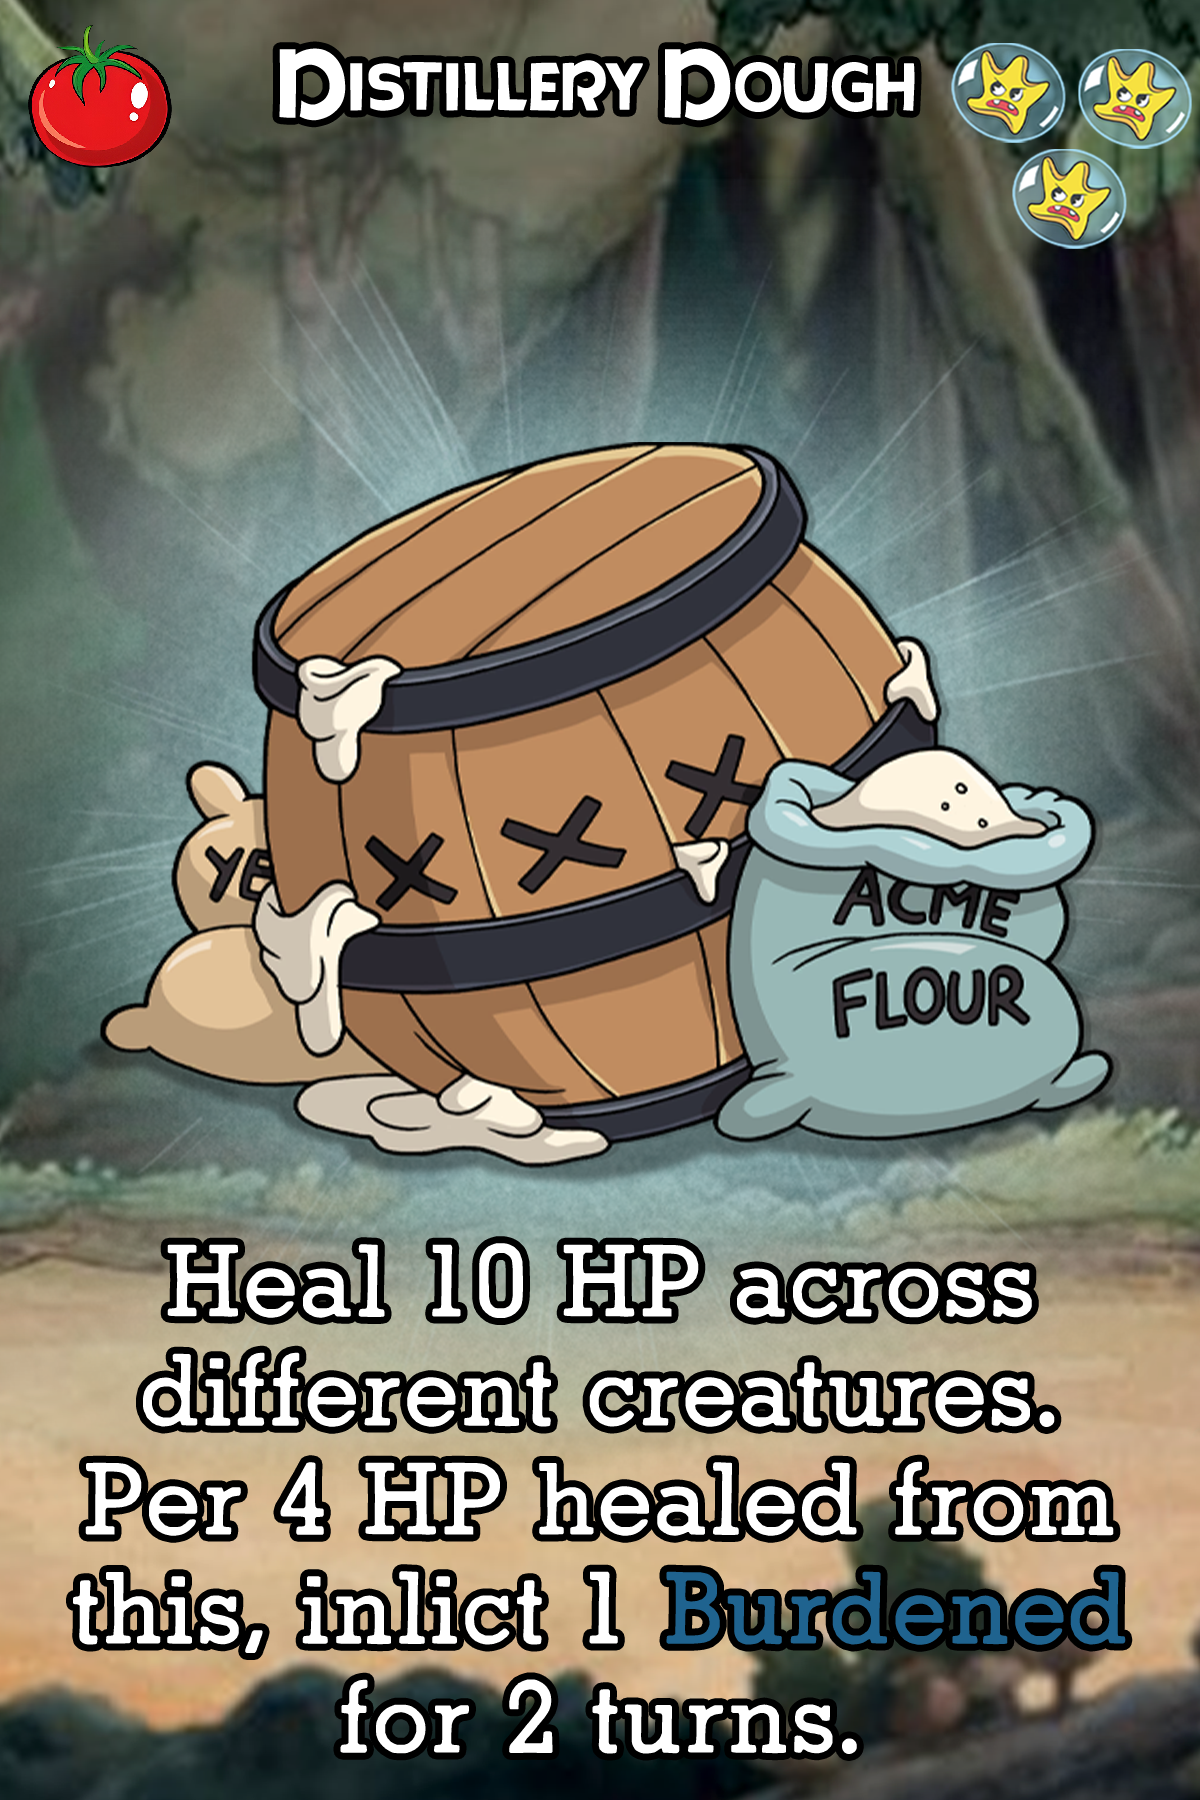 Distillery Dough
YE
XXX
ACME
FLOUR
Heal 10 HP across
different creatures.
Per 4 HP healed from
this, inlict 1 Burdened
for 2 turns.